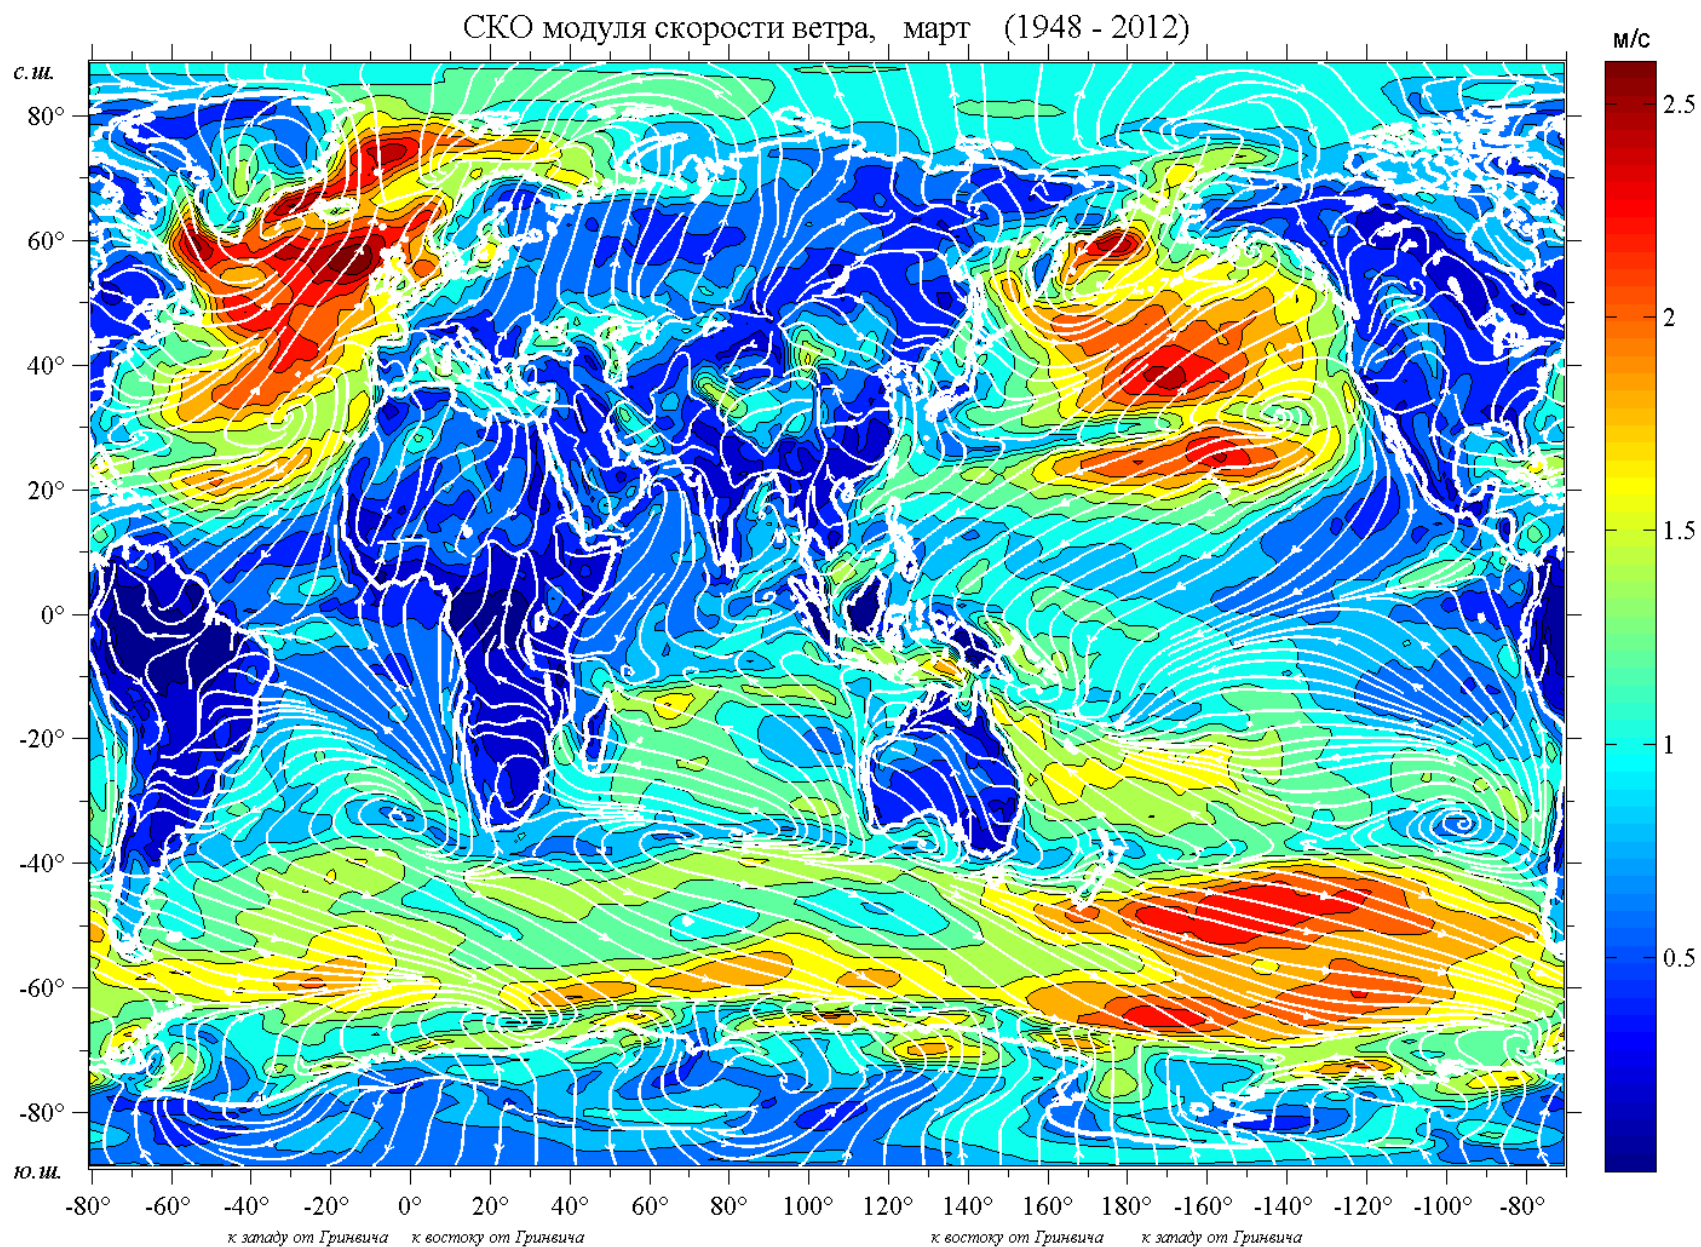 СКО модуля скорости ветра, март (1948 - 2012)
м/с
с.ш.
80°
60°
40°
20°
0°
-20°
-40°
-60°
-80°
ю.ш.
2.5
2
1.5
1
0.5
-80° -60° -40° -20° 0° 20° 40° 60° 80° 100° 120° 140° 160° 180° -160° -140° -120° -100° -80°
к западу от Гринвича к востоку от Гринвича к востоку от Гринвича к западу от Гринвича